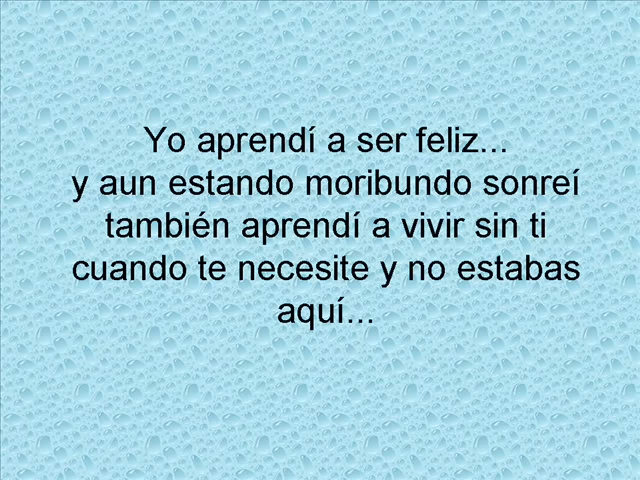 Yo aprendí a ser feliz...
y aun estando moribundo sonreí
también aprendí a vivir sin ti
cuando te necesite y no estabas
aquí...